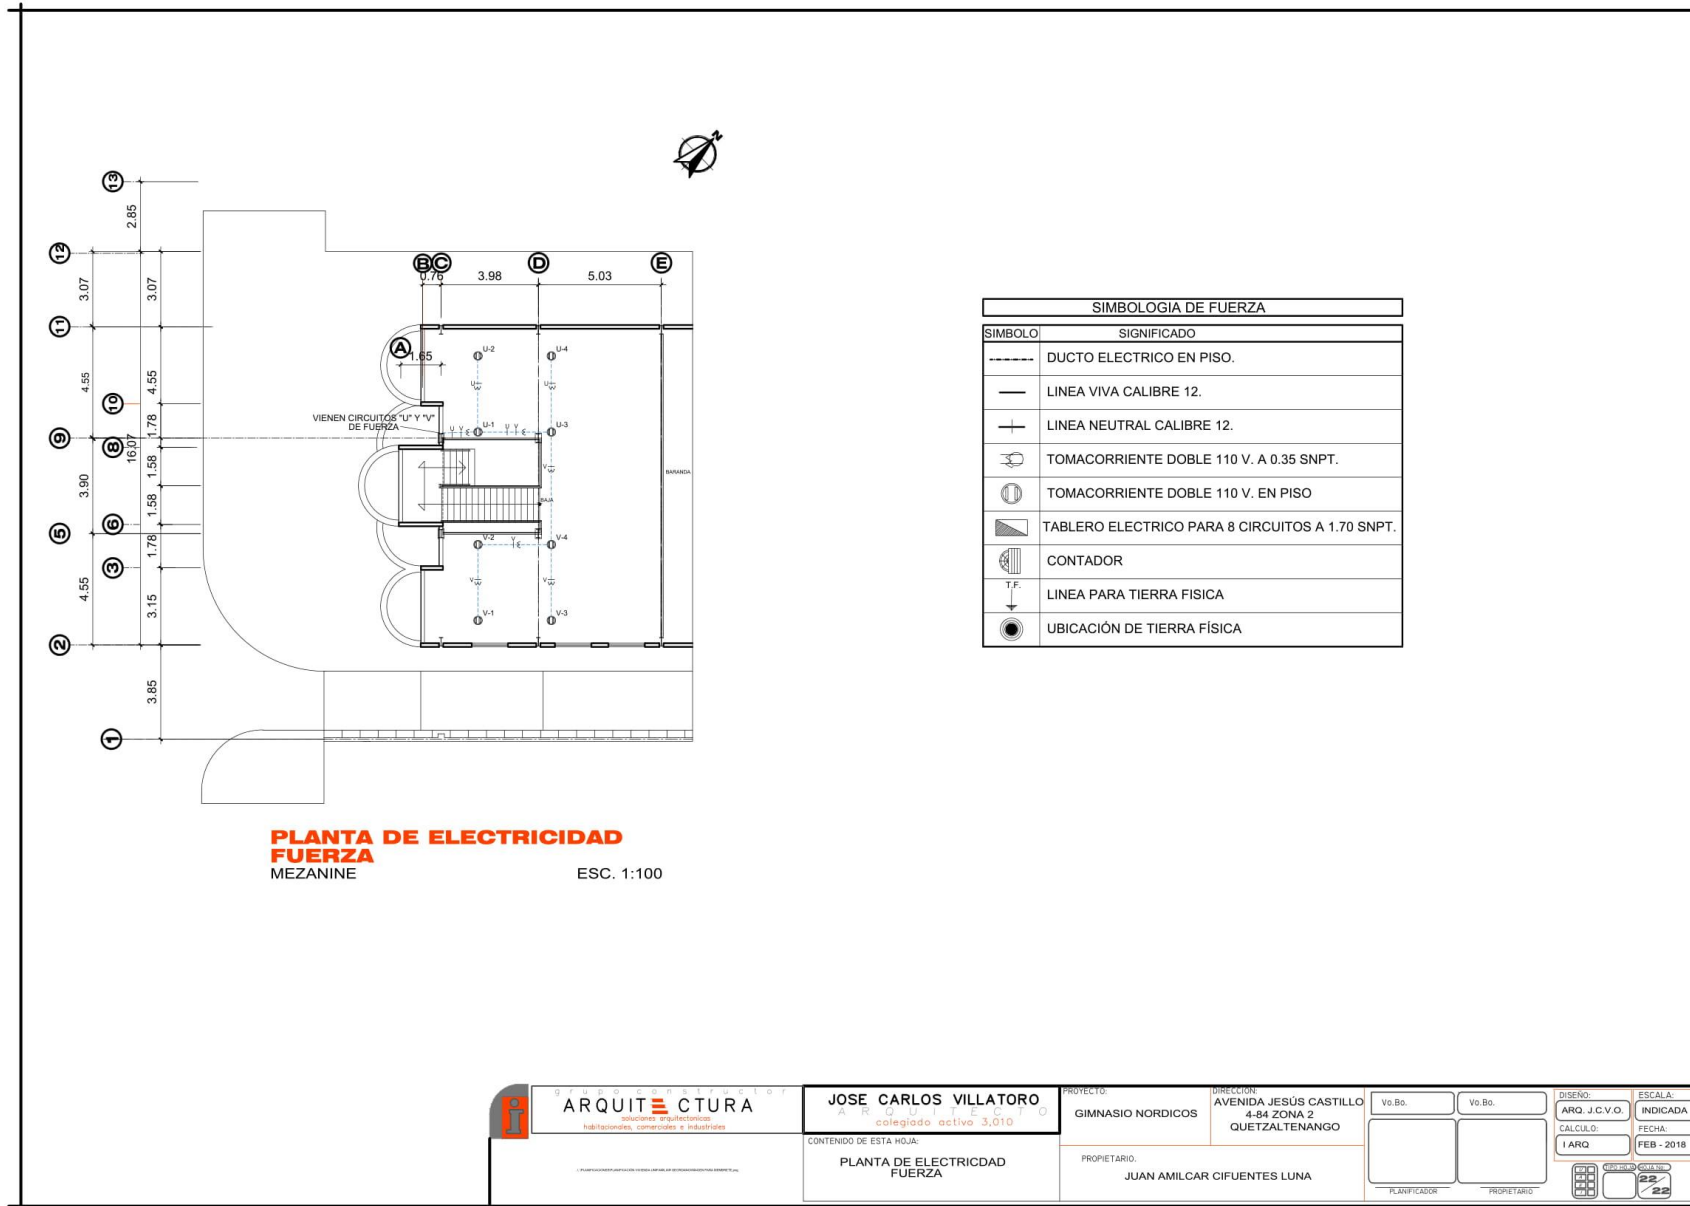 N
13
2.85
12
B C D E
0.76 3.98 5.03
3.07 3.07
11
A
1.65
U-2 U-4
U U
4.55 4.55
10
VIENEN CIRCUITOS "U" Y "V"
DE FUERZA
U-1 U-3
U V U V
1.78
9
8
16.07
1.58
V
BARANDA
3.90
1.58
BAJA
6
5
1.78
V-2 V-4
V
3
V V
4.55
3.15
V-1 V-3
2
3.85
1
PLANTA DE ELECTRICIDAD
FUERZA
MEZANINE ESC. 1:100
SIMBOLOGIA DE FUERZA
SIMBOLO SIGNIFICADO
DUCTO ELECTRICO EN PISO.
LINEA VIVA CALIBRE 12.
LINEA NEUTRAL CALIBRE 12.
TOMACORRIENTE DOBLE 110 V. A 0.35 SNPT.
TOMACORRIENTE DOBLE 110 V. EN PISO
TABLERO ELECTRICO PARA 8 CIRCUITOS A 1.70 SNPT.
CONTADOR
T.F.
LINEA PARA TIERRA FISICA
UBICACIÓN DE TIERRA FÍSICA
i
grupo constructor
ARQUITECTURA
soluciones arquitectonicas
habitacionales, comerciales e industriales
JOSE CARLOS VILLATORO
ARQUITECTO
colegiado activo 3,010
CONTENIDO DE ESTA HOJA:
PLANTA DE ELECTRICDAD
FUERZA
PROYECTO:
GIMNASIO NORDICOS
DIRECCION:
AVENIDA JESÚS CASTILLO
4-84 ZONA 2
QUETZALTENANGO
PROPIETARIO.
JUAN AMILCAR CIFUENTES LUNA
Vo.Bo. Vo.Bo.
PLANIFICADOR PROPIETARIO
DISEÑO: ESCALA:
ARQ. J.C.V.O. INDICADA
CALCULO: FECHA:
I ARQ FEB - 2018
TIPO HOJA HOJA No:
22/22